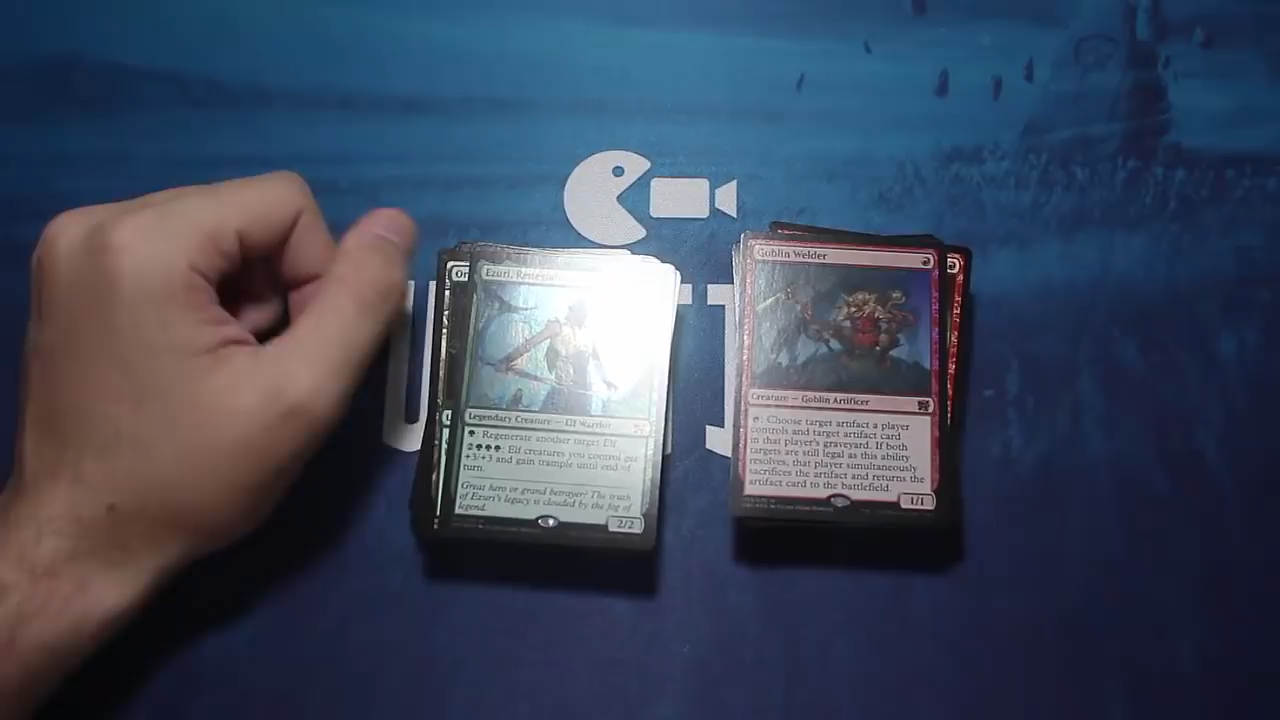 Or
Ezuri, Renega
Legendary Creature — Elf Warrior
: Regenerate another target Elf.
2: Elf creatures you control get
+3/+3 and gain trample until end of
turn.
Great hero or grand betrayer? The truth
of Ezuri's legacy is clouded by the fog of
legend.
2/2
Goblin Welder
Creature — Goblin Artificer
: Choose target artifact a player
controls and target artifact card
in that player's graveyard. If both
targets are still legal as this ability
resolves, that player simultaneously
sacrifices the artifact and returns the
artifact card to the battlefield.
1/1